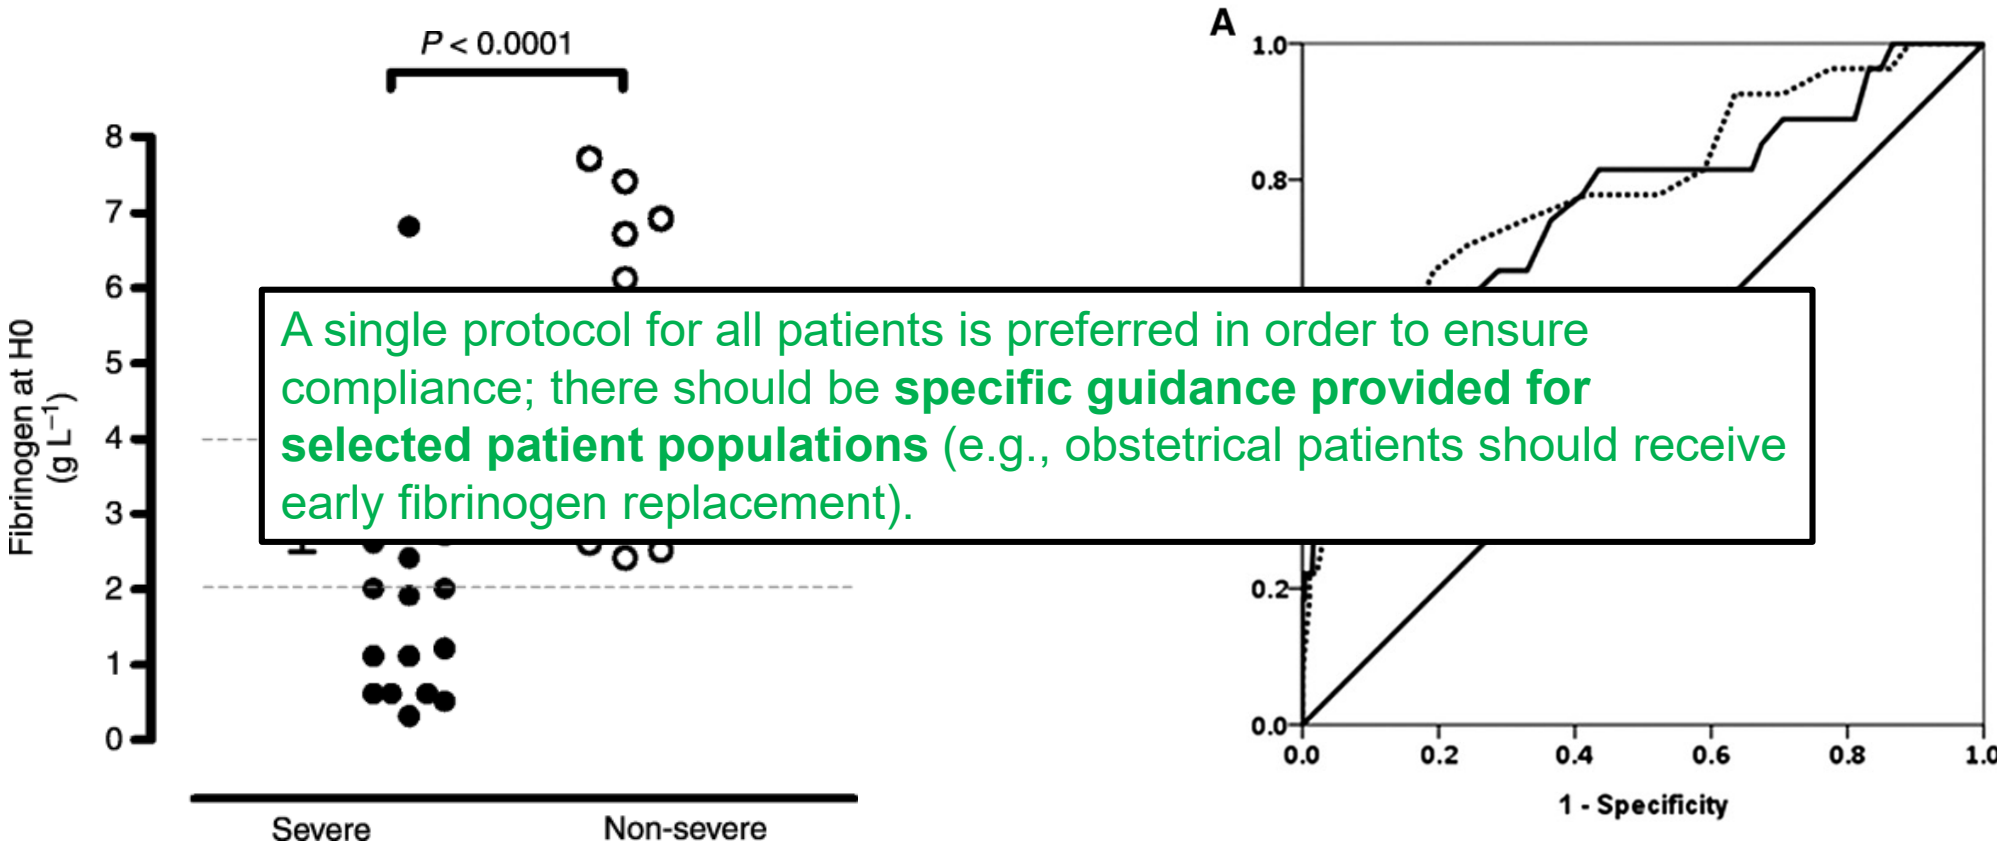 P < 0.0001
8
7
6
5
4
3
2
1
0
Fibrinogen at H0
(g L−1)
Severe
Non-severe
A single protocol for all patients is preferred in order to ensure
compliance; there should be specific guidance provided for
selected patient populations (e.g., obstetrical patients should receive
early fibrinogen replacement).
A
1.0
0.8
0.2
0.0
0.0 0.2 0.4 0.6 0.8 1.0
1 - Specificity